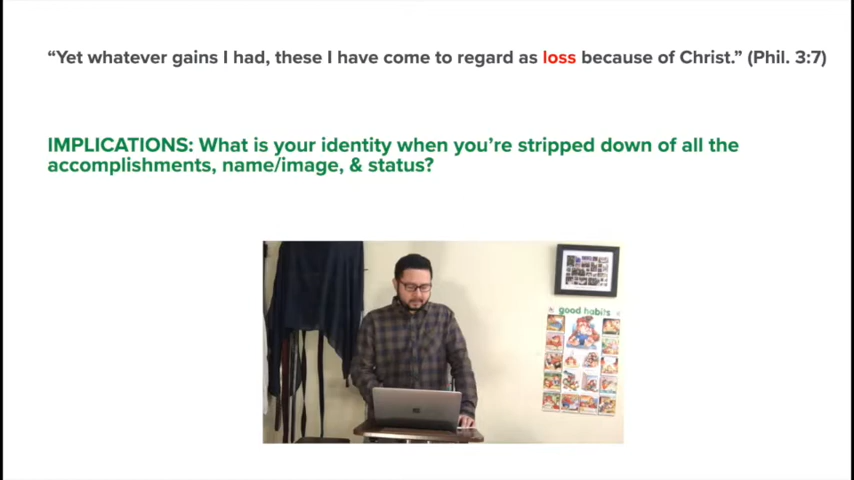 “Yet whatever gains I had, these I have come to regard as loss because of Christ.” (Phil. 3:7)
IMPLICATIONS: What is your identity when you’re stripped down of all the
accomplishments, name/image, & status?
good habits